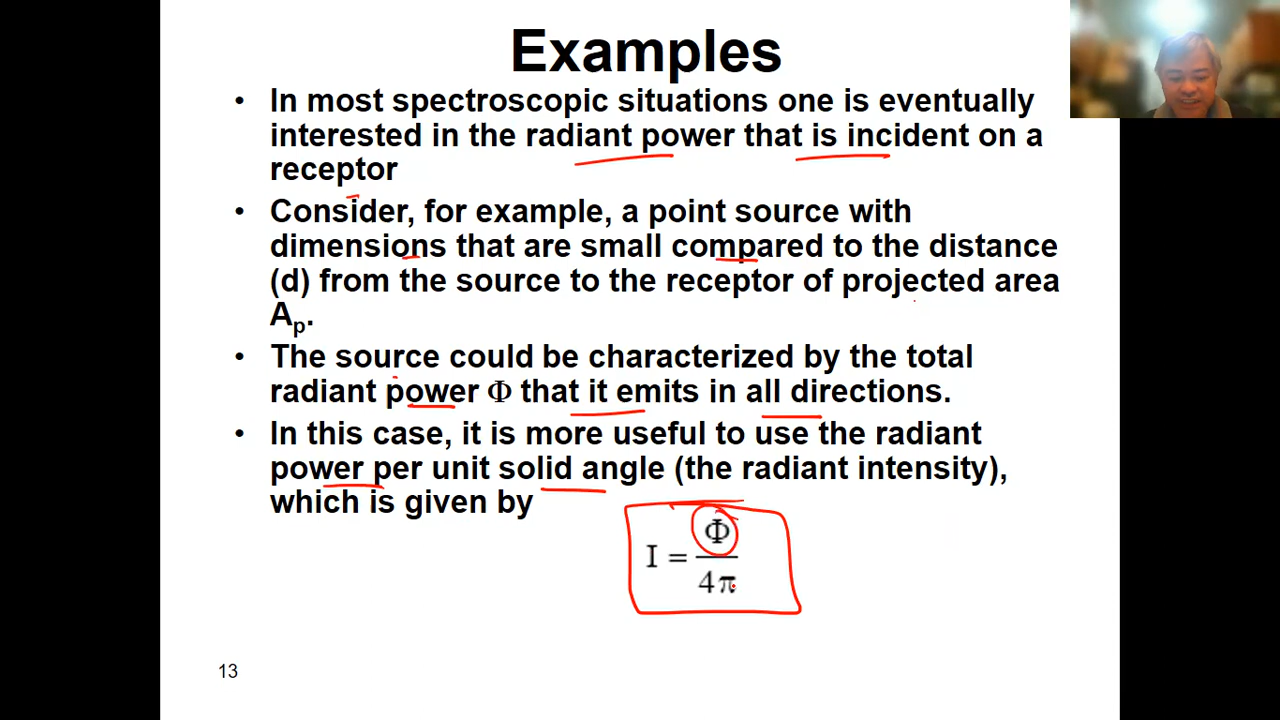 Examples
• In most spectroscopic situations one is eventually
interested in the radiant power that is incident on a
receptor
• Consider, for example, a point source with
dimensions that are small compared to the distance
(d) from the source to the receptor of projected area
Aₚ.
• The source could be characterized by the total
radiant power Φ that it emits in all directions.
• In this case, it is more useful to use the radiant
power per unit solid angle (the radiant intensity),
which is given by
I = Φ / 4π
13